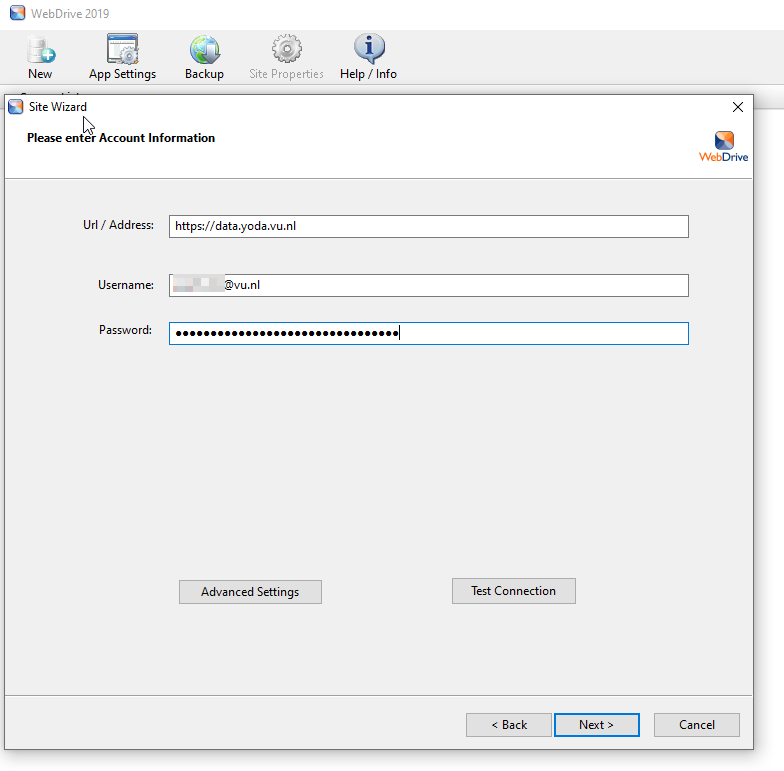 WebDrive 2019
New App Settings Backup Site Properties Help / Info
Site Wizard
Please enter Account Information
WebDrive
Url / Address: https://data.yoda.vu.nl
Username: @vu.nl
Password: ●●●●●●●●●●●●●●●●●●●●●●●●●●●●●●●●
Advanced Settings Test Connection
< Back Next > Cancel